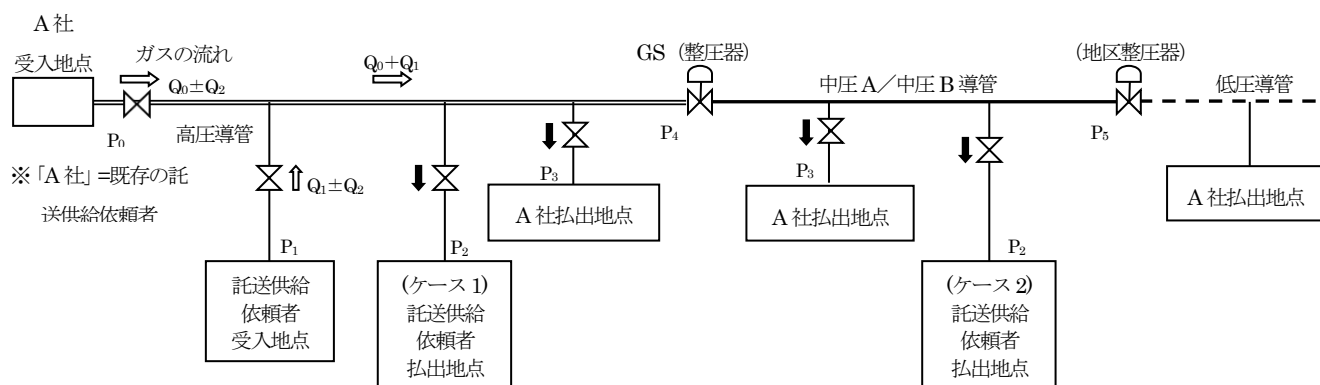 A社
受入地点
ガスの流れ
Q₀±Q₂
Q₀+Q₁
GS（整圧器）
（地区整圧器）
中圧A／中圧B導管
低圧導管
P₀
高圧導管
P₄
P₅
※「A社」=既存の託
送供給依頼者
Q₁±Q₂
P₃
A社払出地点
P₃
A社払出地点
A社払出地点
P₁
託送供給
依頼者
受入地点
P₂
(ケース1)
託送供給
依頼者
払出地点
P₂
(ケース2)
託送供給
依頼者
払出地点